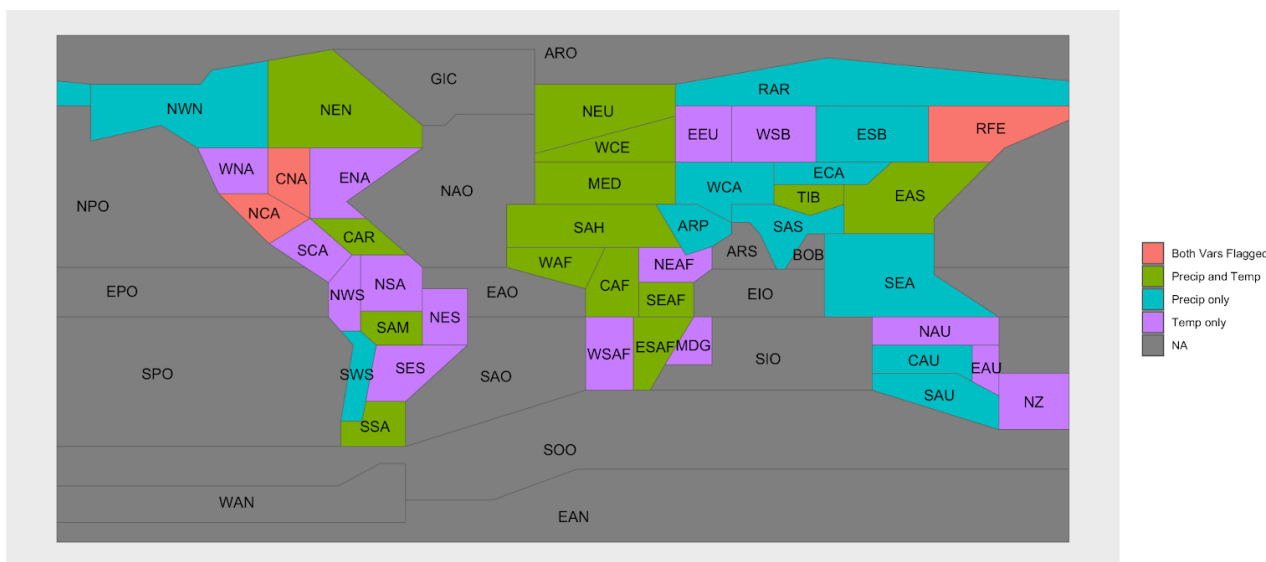 ARO
GIC
RAR
NWN
NEN
NEU
RFE
EEU
WSB
ESB
WCE
WNA
CNA
ENA
ECA
MED
WCA
TIB
EAS
NAO
NPO
NCA
CAR
SAH
ARP
SAS
SCA
ARS
BOB
WAF
NEAF
NSA
CAF
SEA
EPO
NWS
EAO
SEAF
EIO
NES
SAM
NAU
WSAF
ESAF
MDG
SIO
CAU
EAU
SPO
SWS
SES
SAO
SAU
NZ
SSA
SOO
WAN
EAN
Both Vars Flagged
Precip and Temp
Precip only
Temp only
NA